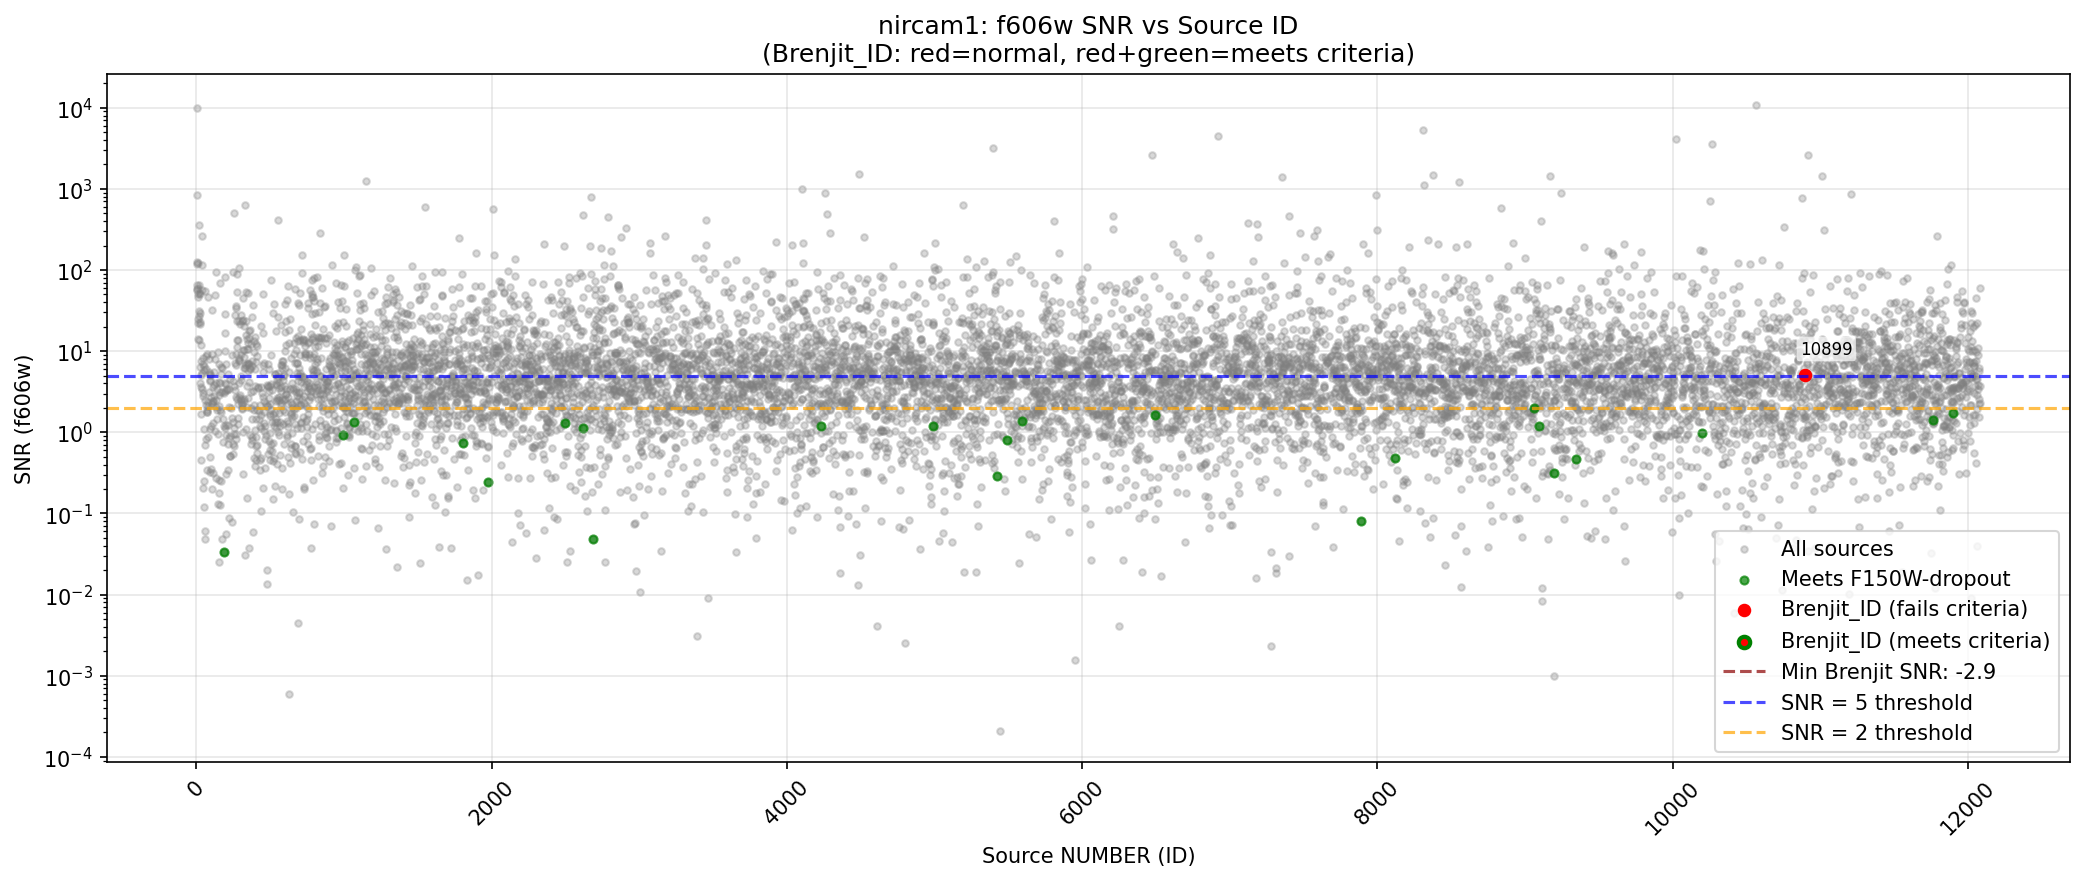 nircam1: f606w SNR vs Source ID
(Brenjit_ID: red=normal, red+green=meets criteria)
SNR (f606w)
10⁴
10³
10²
10¹
10⁰
10⁻¹
10⁻²
10⁻³
10⁻⁴
10899
All sources
Meets F150W-dropout
Brenjit_ID (fails criteria)
Brenjit_ID (meets criteria)
Min Brenjit SNR: -2.9
SNR = 5 threshold
SNR = 2 threshold
0
2000
4000
6000
8000
10000
12000
Source NUMBER (ID)